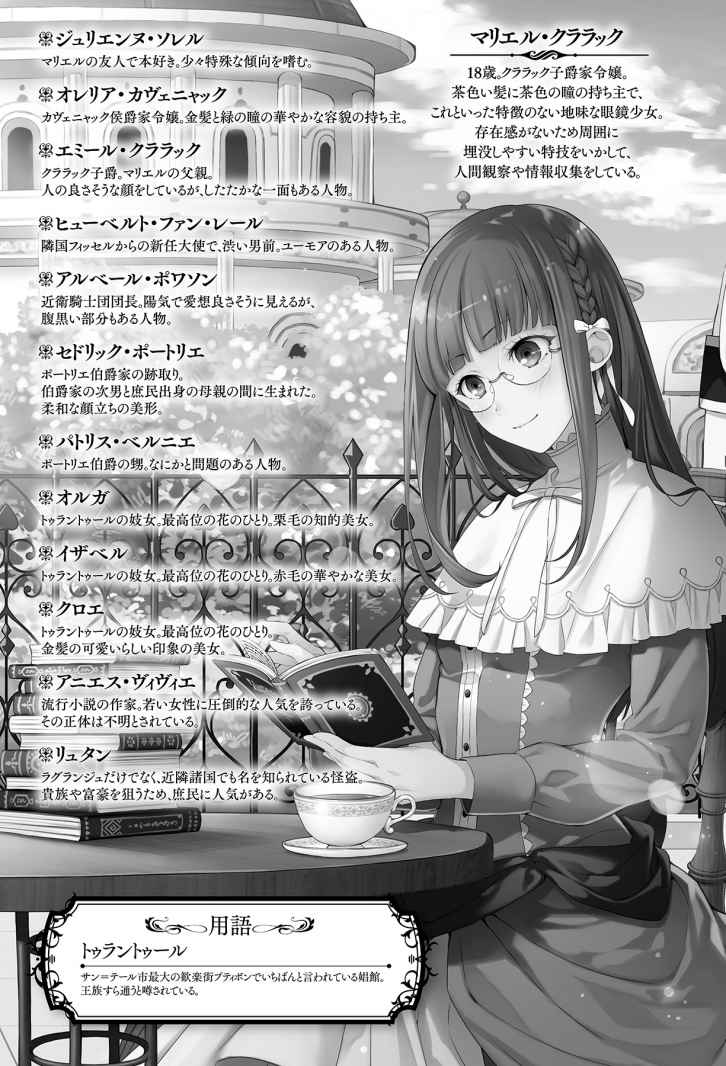 マリエル・クララック
18歳。クララック子爵家令嬢。
茶色い髪に茶色の瞳の持ち主で、
これといった特徴のない地味な眼鏡少女。
存在感がないため周囲に
埋没しやすい特技をいかして、
人間観察や情報収集をしている。
ジュリエンヌ・ソレル
マリエルの友人で本好き。少々特殊な傾向を嗜む。
オレリア・カヴェニャック
カヴェニャック侯爵家令嬢。金髪と緑の瞳の華やかな容貌の持ち主。
エミール・クララック
クララック子爵。マリエルの父親。
人の良さそうな顔をしているが、したたかな一面もある人物。
ヒューベルト・ファン・レール
隣国フィッセルからの新任大使で、渋い男前。ユーモアのある人物。
アルベール・ポワソン
近衛騎士団団長。陽気で愛想良さそうに見えるが、
腹黒い部分もある人物。
セドリック・ポートリエ
ポートリエ伯爵家の跡取り。
伯爵家の次男と庶民出身の母親の間に生まれた。
柔和な顔立ちの美形。
パトリス・ベルニエ
ポートリエ伯爵の甥。なにかと問題のある人物。
オルガ
トゥラントゥールの妓女。最高位の花のひとり。栗毛の知的美女。
イザベル
トゥラントゥールの妓女。最高位の花のひとり。赤毛の華やかな美女。
クロエ
トゥラントゥールの妓女。最高位の花のひとり。
金髪の可愛いらしい印象の美女。
アニエス・ヴィヴィエ
流行小説の作家。若い女性に圧倒的な人気を誇っている。
その正体は不明とされている。
リュタン
ラグランジュだけでなく、近隣諸国でも名を知られている怪盗。
貴族や富豪を狙うため、庶民に人気がある。
用語
トゥラントゥール
サン＝テール市最大の歓楽街プティボンでいちばんと言われている娼館。
王族すら通うと噂されている。